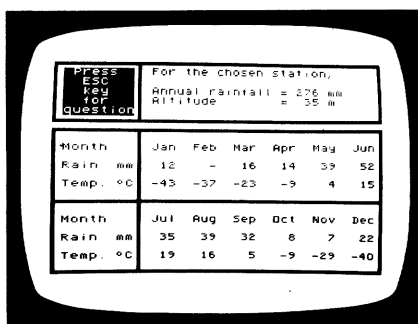 Press
ESC
key
for
question
For the chosen station,
Annual rainfall = 276 mm
Altitude = 35 m
Month Jan Feb Mar Apr May Jun
Rain mm 12 - 16 14 39 52
Temp. °C -43 -37 -23 -9 4 15
Month Jul Aug Sep Oct Nov Dec
Rain mm 35 39 32 8 7 22
Temp. °C 19 16 5 -9 -29 -40